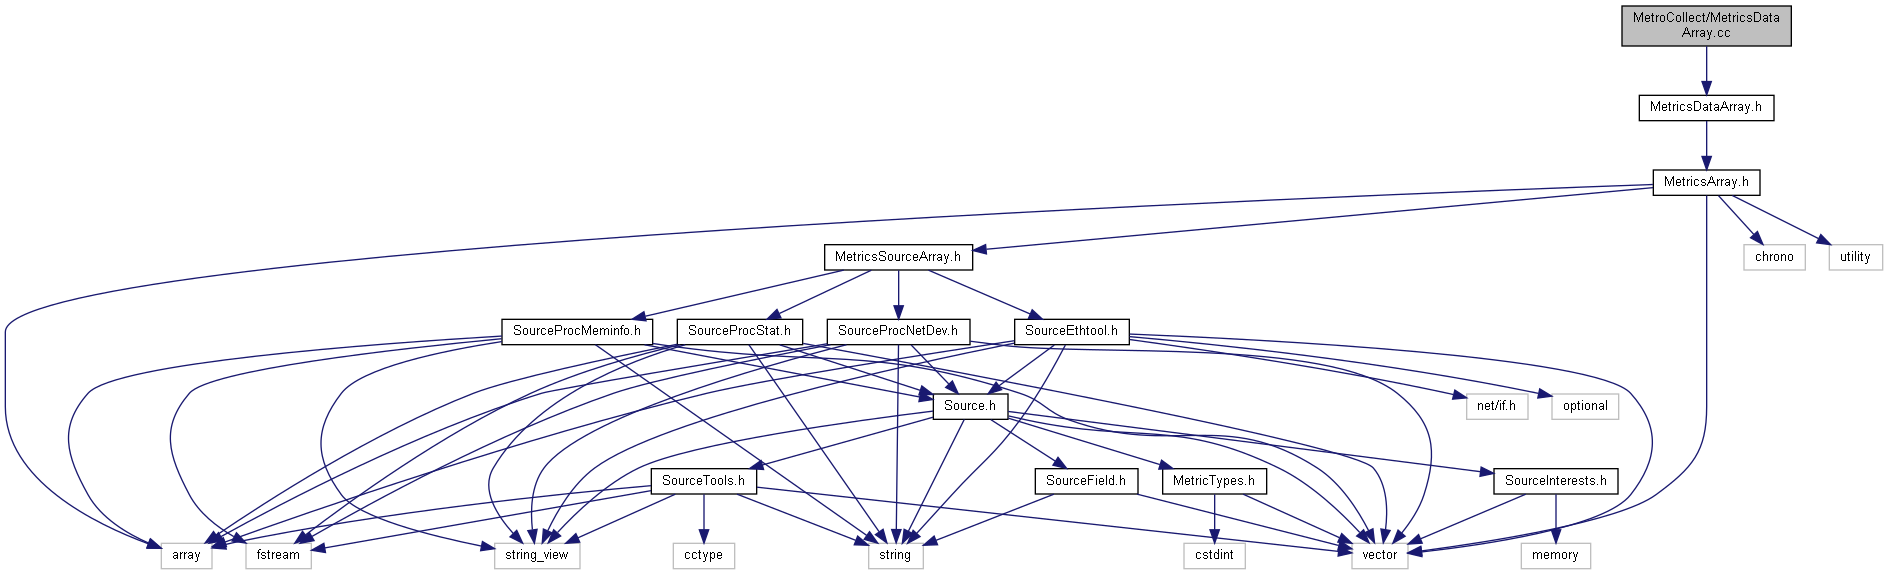 MetroCollect/MetricsData
Array.cc
MetricsDataArray.h
MetricsArray.h
MetricsSourceArray.h
chrono
utility
SourceProcMeminfo.h
SourceProcStat.h
SourceProcNetDev.h
SourceEthtool.h
Source.h
net/if.h
optional
SourceTools.h
SourceField.h
MetricTypes.h
SourceInterests.h
array
fstream
string_view
cctype
string
cstdint
vector
memory